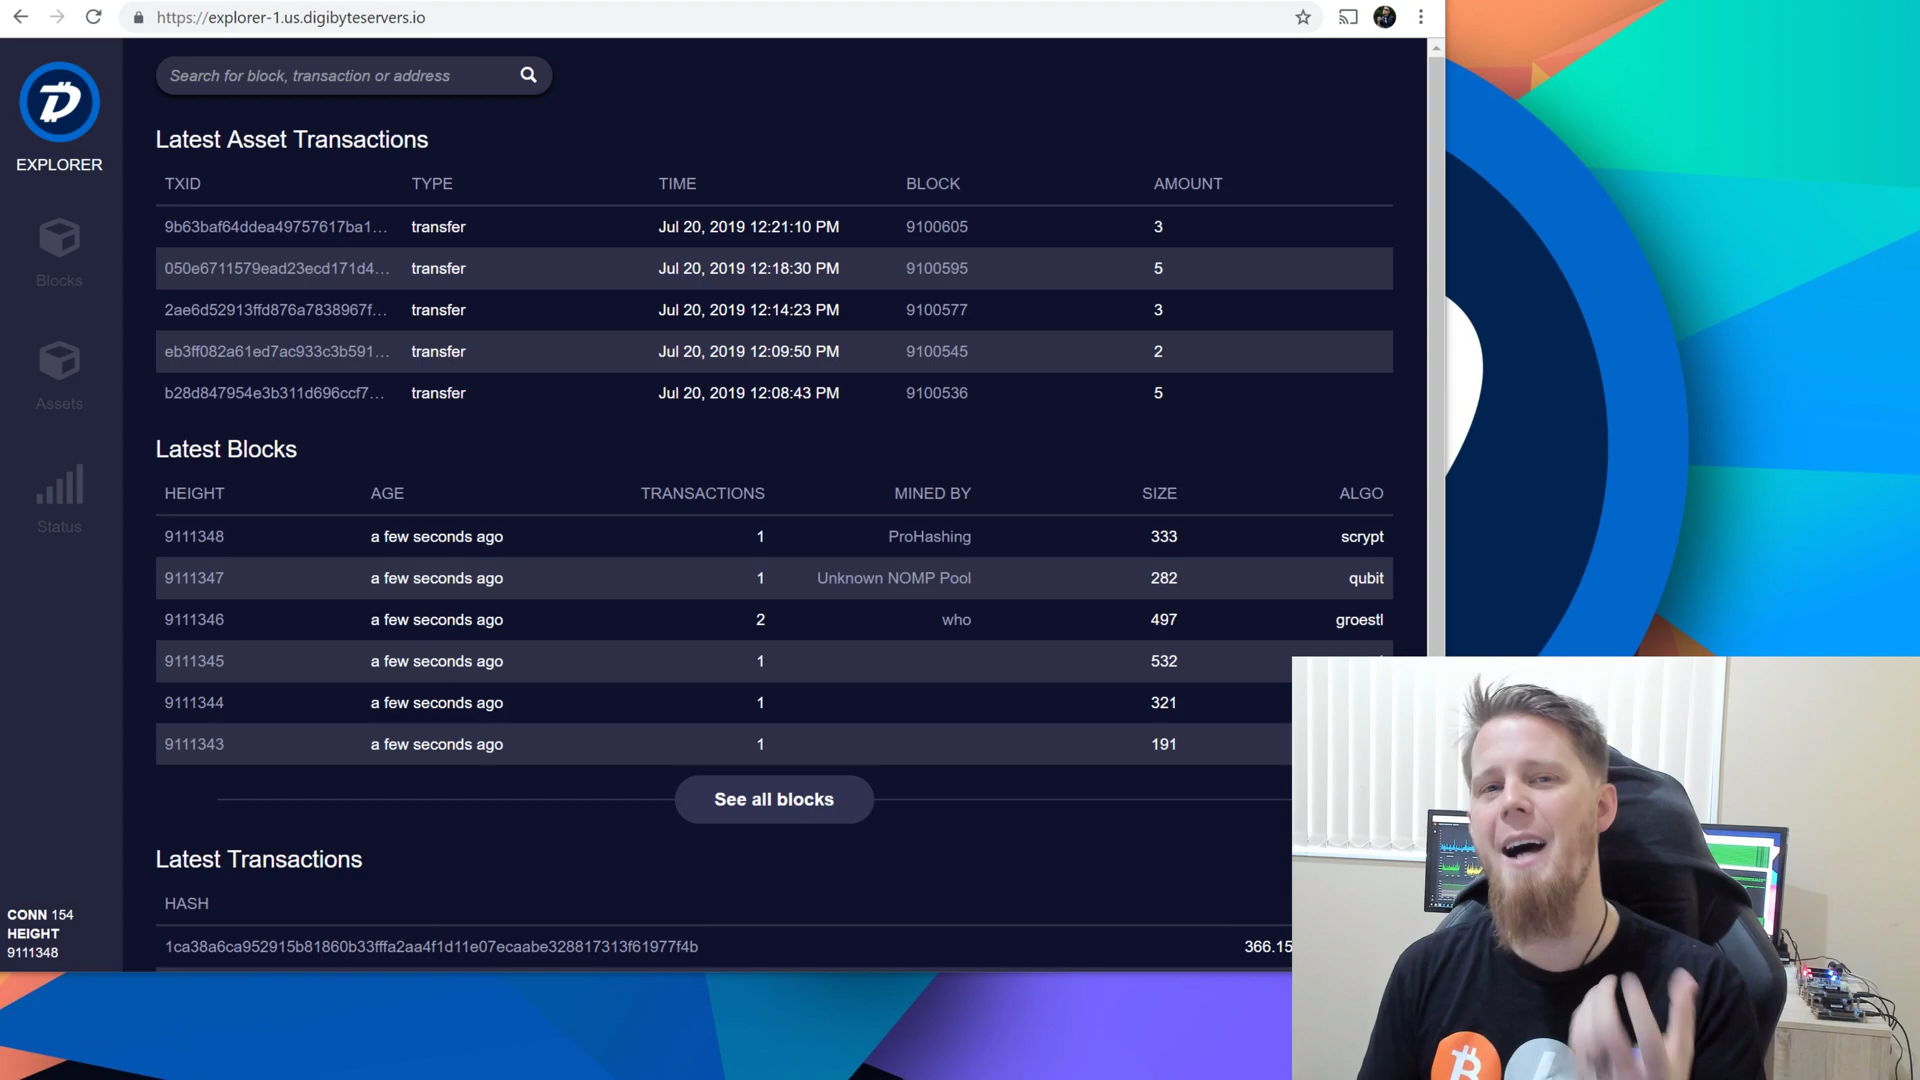 https://explorer-1.us.digibyteservers.io
Search for block, transaction or address
EXPLORER
Blocks
Assets
Status
CONN 154
HEIGHT
9111348
Latest Asset Transactions
TXID TYPE TIME BLOCK AMOUNT
9b63baf64ddea49757617ba1... transfer Jul 20, 2019 12:21:10 PM 9100605 3
050e6711579ead23ecd171d4... transfer Jul 20, 2019 12:18:30 PM 9100595 5
2ae6d52913ffd876a7838967f... transfer Jul 20, 2019 12:14:23 PM 9100577 3
eb3ff082a61ed7ac933c3b591... transfer Jul 20, 2019 12:09:50 PM 9100545 2
b28d847954e3b311d696ccf7... transfer Jul 20, 2019 12:08:43 PM 9100536 5
Latest Blocks
HEIGHT AGE TRANSACTIONS MINED BY SIZE ALGO
9111348 a few seconds ago 1 ProHashing 333 scrypt
9111347 a few seconds ago 1 Unknown NOMP Pool 282 qubit
9111346 a few seconds ago 2 who 497 groestl
9111345 a few seconds ago 1 532
9111344 a few seconds ago 1 321
9111343 a few seconds ago 1 191
See all blocks
Latest Transactions
HASH
1ca38a6ca952915b81860b33fffa2aa4f1d11e07ecaabe328817313f61977f4b 366.15